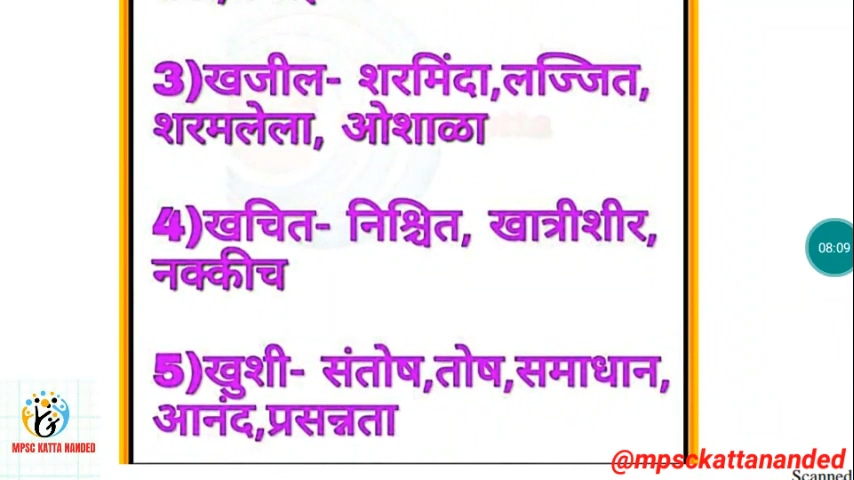 3)खजील- शरमिंदा,लज्जित,
शरमलेला, ओशाळा
4)खचित- निश्चित, खात्रीशीर,
नक्कीच
5)खुशी- संतोष,तोष,समाधान,
आनंद,प्रसन्नता
08:09
MPSC KATTA NANDED
@mpsckattananded
Scanned